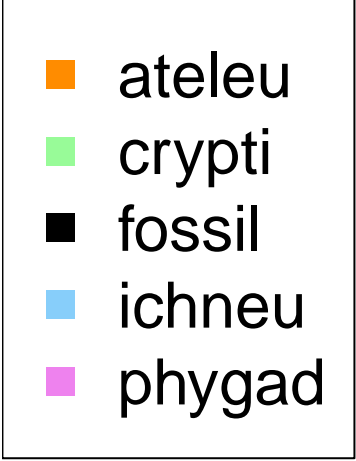 ateleu
crypti
fossil
ichneu
phygad